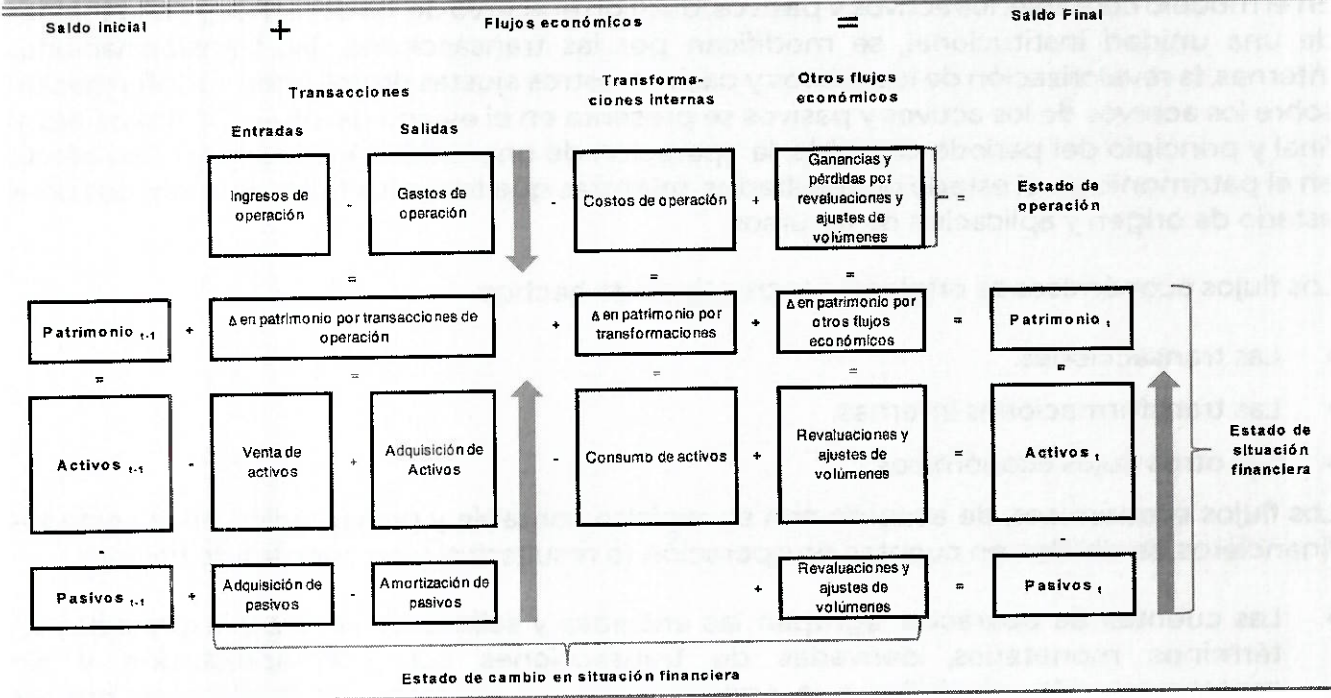 Saldo Inicial + Flujos económicos = Saldo Final
Transacciones
Transforma-
ciones Internas
Otros flujos
económicos
Entradas
Salidas
Ingresos de
operación
-
Gastos de
operación
-
Costos de operación
+
Ganancias y
pérdidas por
revaluaciones y
ajustes de
volúmenes
=
Estado de
operación
= = =
Patrimonio t-1
+
Δ en patrimonio por transacciones de
operación
+
Δ en patrimonio por
transformaciones
+
Δ en patrimonio por
otros flujos
económicos
=
Patrimonio t
= = = = =
Activos t-1
-
Venta de
activos
+
Adquisición de
Activos
-
Consumo de activos
+
Revaluaciones y
ajustes de
volúmenes
=
Activos t
Estado de
situación
financiera
- -
Pasivos t-1
+
Adquisición de
pasivos
-
Amortización de
pasivos
+
Revaluaciones y
ajustes de
volúmenes
=
Pasivos t
Estado de cambio en situación financiera